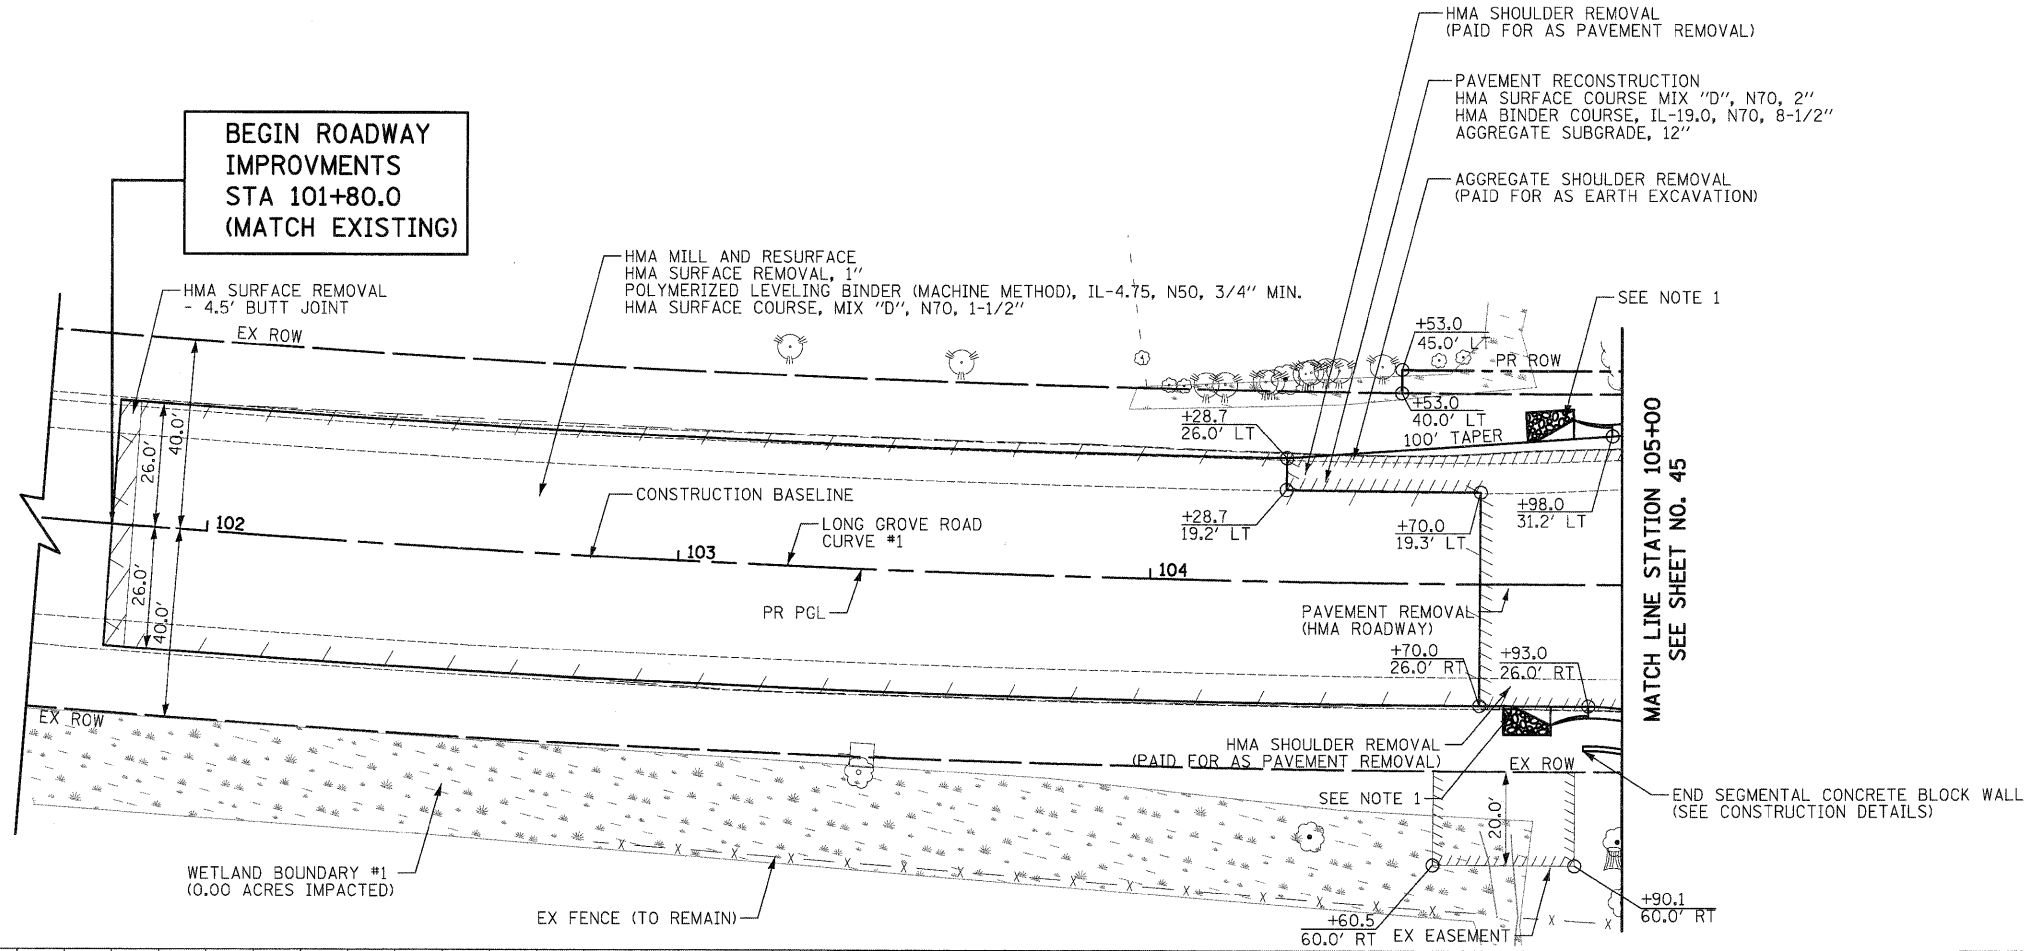 HMA SHOULDER REMOVAL
(PAID FOR AS PAVEMENT REMOVAL)
PAVEMENT RECONSTRUCTION
HMA SURFACE COURSE MIX "D", N70, 2"
HMA BINDER COURSE, IL-19.0, N70, 8-1/2"
AGGREGATE SUBGRADE, 12"
AGGREGATE SHOULDER REMOVAL
(PAID FOR AS EARTH EXCAVATION)
BEGIN ROADWAY
IMPROVMENTS
STA 101+80.0
(MATCH EXISTING)
HMA MILL AND RESURFACE
HMA SURFACE REMOVAL, 1"
POLYMERIZED LEVELING BINDER (MACHINE METHOD), IL-4.75, N50, 3/4" MIN.
HMA SURFACE COURSE, MIX "D", N70, 1-1/2"
HMA SURFACE REMOVAL
- 4.5' BUTT JOINT
SEE NOTE 1
EX ROW
+53.0
45.0' LT
PR ROW
+53.0
40.0' LT
+28.7
26.0' LT
100' TAPER
26.0'
40.0'
CONSTRUCTION BASELINE
102
LONG GROVE ROAD
CURVE #1
103
104
+28.7
19.2' LT
+70.0
19.3' LT
+98.0
31.2' LT
MATCH LINE STATION 105+00
SEE SHEET NO. 45
26.0'
40.0'
PR PGL
PAVEMENT REMOVAL
(HMA ROADWAY)
+70.0
26.0' RT
+93.0
26.0' RT
EX ROW
HMA SHOULDER REMOVAL
(PAID FOR AS PAVEMENT REMOVAL)
EX ROW
SEE NOTE 1
20.0'
END SEGMENTAL CONCRETE BLOCK WALL
(SEE CONSTRUCTION DETAILS)
WETLAND BOUNDARY #1
(0.00 ACRES IMPACTED)
EX FENCE (TO REMAIN)
+60.5
60.0' RT
EX EASEMENT
+90.1
60.0' RT